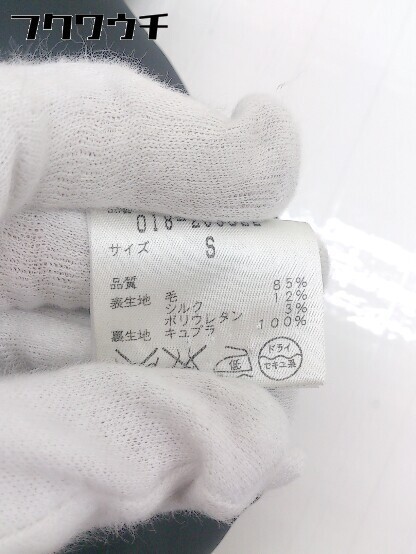 フクワウチ
サイズ S
品質 85%
表生地 毛 12%
シルク 3%
ポリウレタン 100%
裏生地 キュプラ
低
ドライ
セキユ系